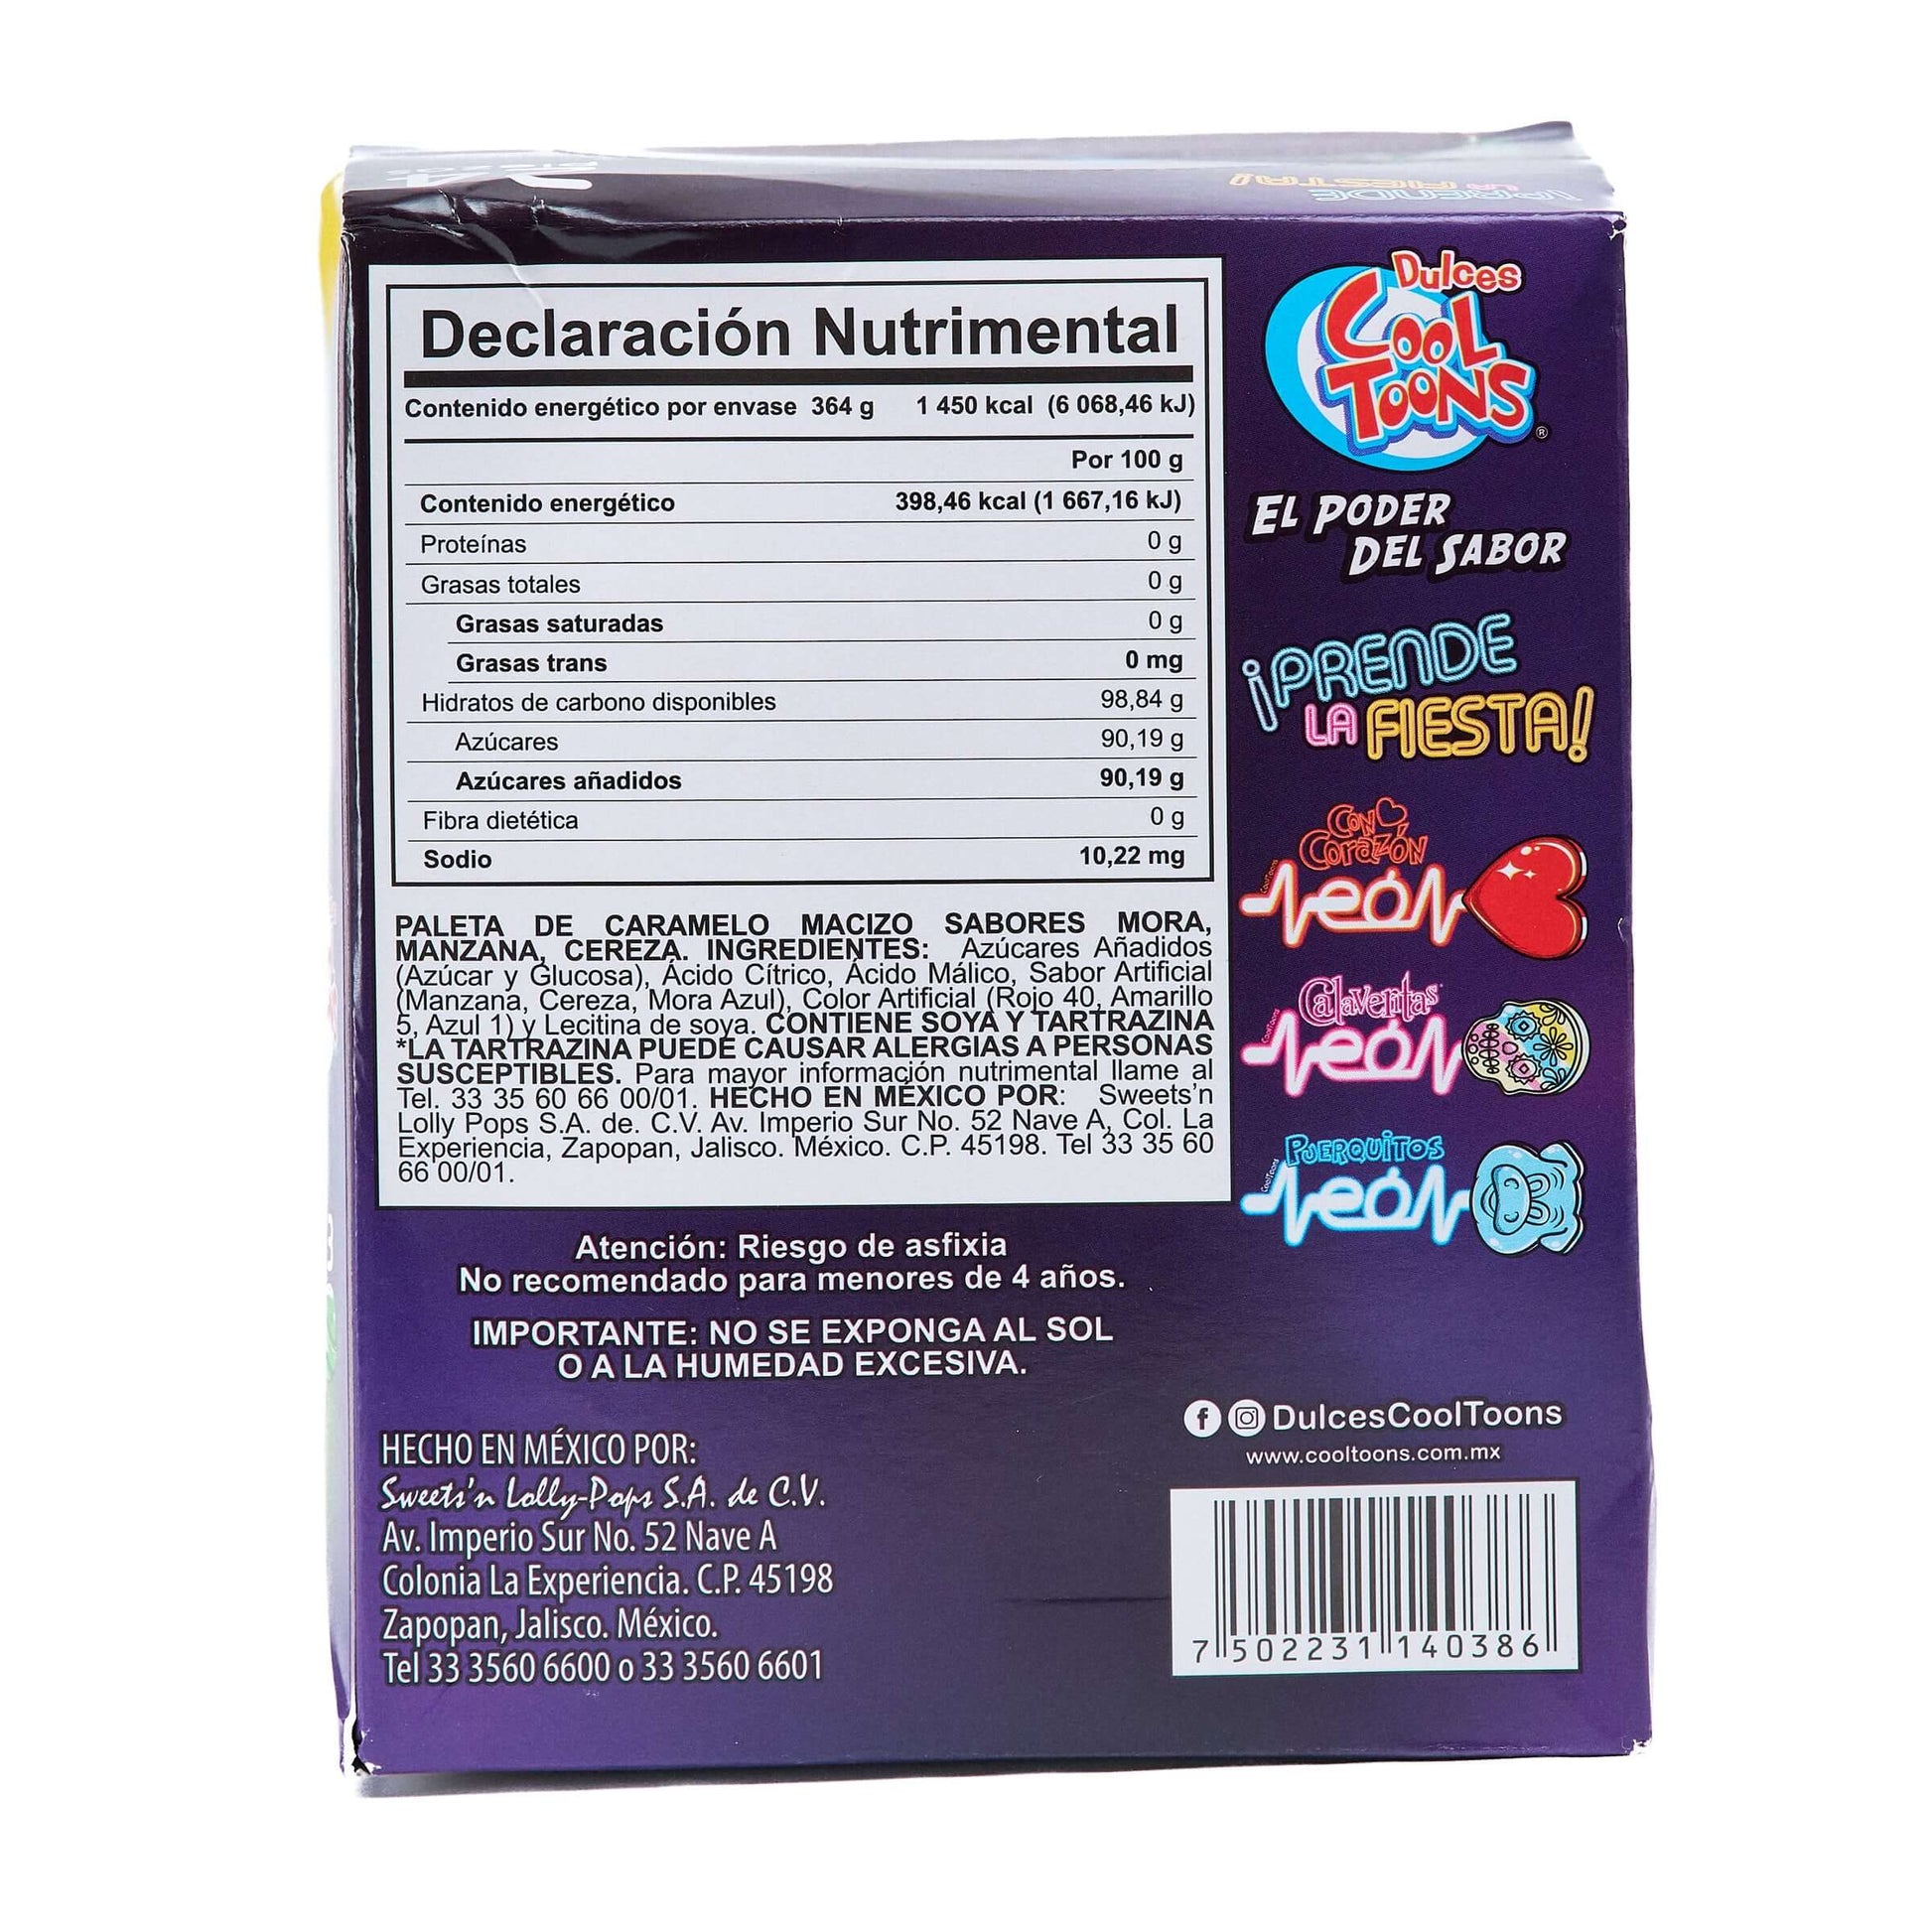 ¡PRENDE
LA FIESTA!
Declaración Nutrimental
Contenido energético por envase 364 g 1 450 kcal (6 068,46 kJ)
Por 100 g
Contenido energético 398,46 kcal (1 667,16 kJ)
Proteínas 0 g
Grasas totales 0 g
Grasas saturadas 0 g
Grasas trans 0 mg
Hidratos de carbono disponibles 98,84 g
Azúcares 90,19 g
Azúcares añadidos 90,19 g
Fibra dietética 0 g
Sodio 10,22 mg
PALETA DE CARAMELO MACIZO SABORES MORA,
MANZANA, CEREZA. INGREDIENTES: Azúcares Añadidos
(Azúcar y Glucosa), Ácido Cítrico, Ácido Málico, Sabor Artificial
(Manzana, Cereza, Mora Azul), Color Artificial (Rojo 40, Amarillo
5, Azul 1) y Lecitina de soya. CONTIENE SOYA Y TARTRAZINA
*LA TARTRAZINA PUEDE CAUSAR ALERGIAS A PERSONAS
SUSCEPTIBLES. Para mayor información nutrimental llame al
Tel. 33 35 60 66 00/01. HECHO EN MÉXICO POR: Sweets'n
Lolly Pops S.A. de. C.V. Av. Imperio Sur No. 52 Nave A, Col. La
Experiencia, Zapopan, Jalisco. México. C.P. 45198. Tel 33 35 60
66 00/01.
Atención: Riesgo de asfixia
No recomendado para menores de 4 años.
IMPORTANTE: NO SE EXPONGA AL SOL
O A LA HUMEDAD EXCESIVA.
HECHO EN MÉXICO POR:
Sweets'n Lolly-Pops S.A. de C.V.
Av. Imperio Sur No. 52 Nave A
Colonia La Experiencia. C.P. 45198
Zapopan, Jalisco. México.
Tel 33 3560 6600 o 33 3560 6601
Dulces
COOL
TOONS
®
EL PODER
DEL SABOR
¡PRENDE
LA FIESTA!
CON
Corazón
CoolToons
neón
Calaveritas
CoolToons
neón
PUERQUITOS
CoolToons
neón
DulcesCoolToons
www.cooltoons.com.mx
7 502231 140386